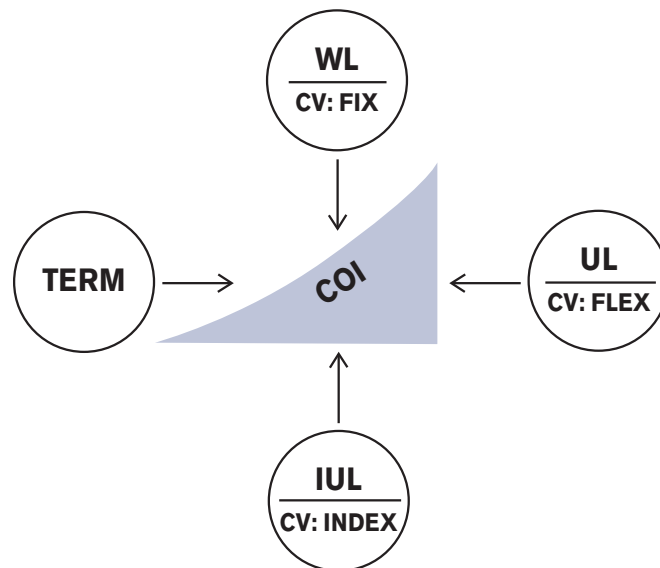 WL
CV: FIX
TERM
COI
UL
CV: FLEX
IUL
CV: INDEX